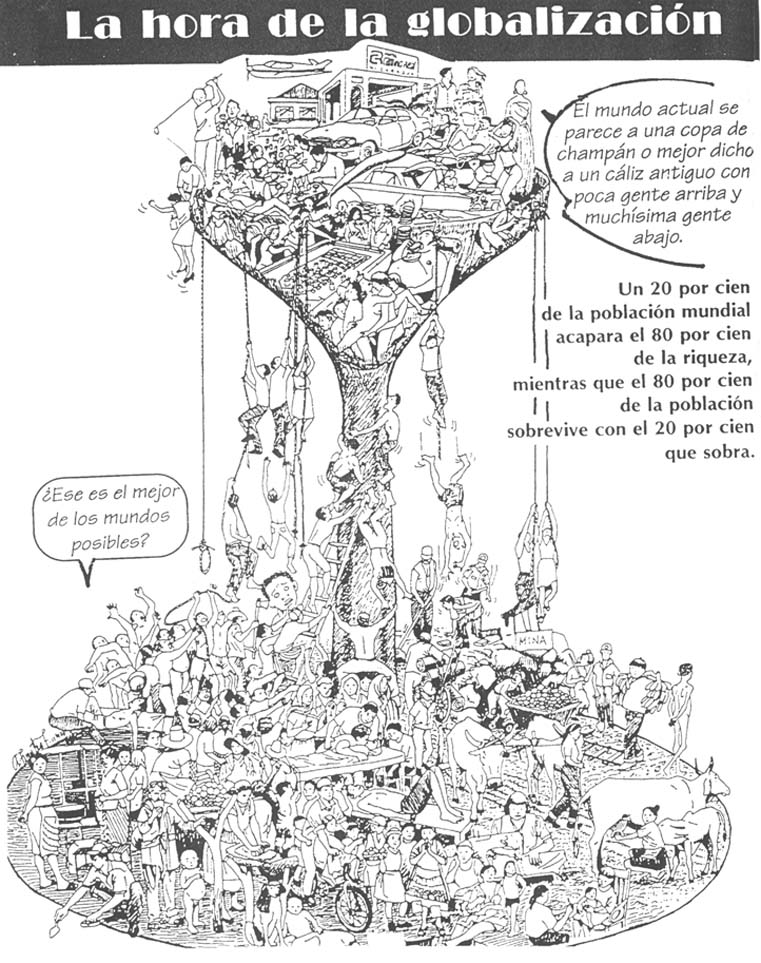 La hora de la globalización
El mundo actual se
parece a una copa de
champán o mejor dicho
a un cáliz antiguo con
poca gente arriba y
muchísima gente
abajo.
Un 20 por cien
de la población mundial
acapara el 80 por cien
de la riqueza,
mientras que el 80 por cien
de la población
sobrevive con el 20 por cien
que sobra.
¿Ese es el mejor
de los mundos
posibles?
MINA